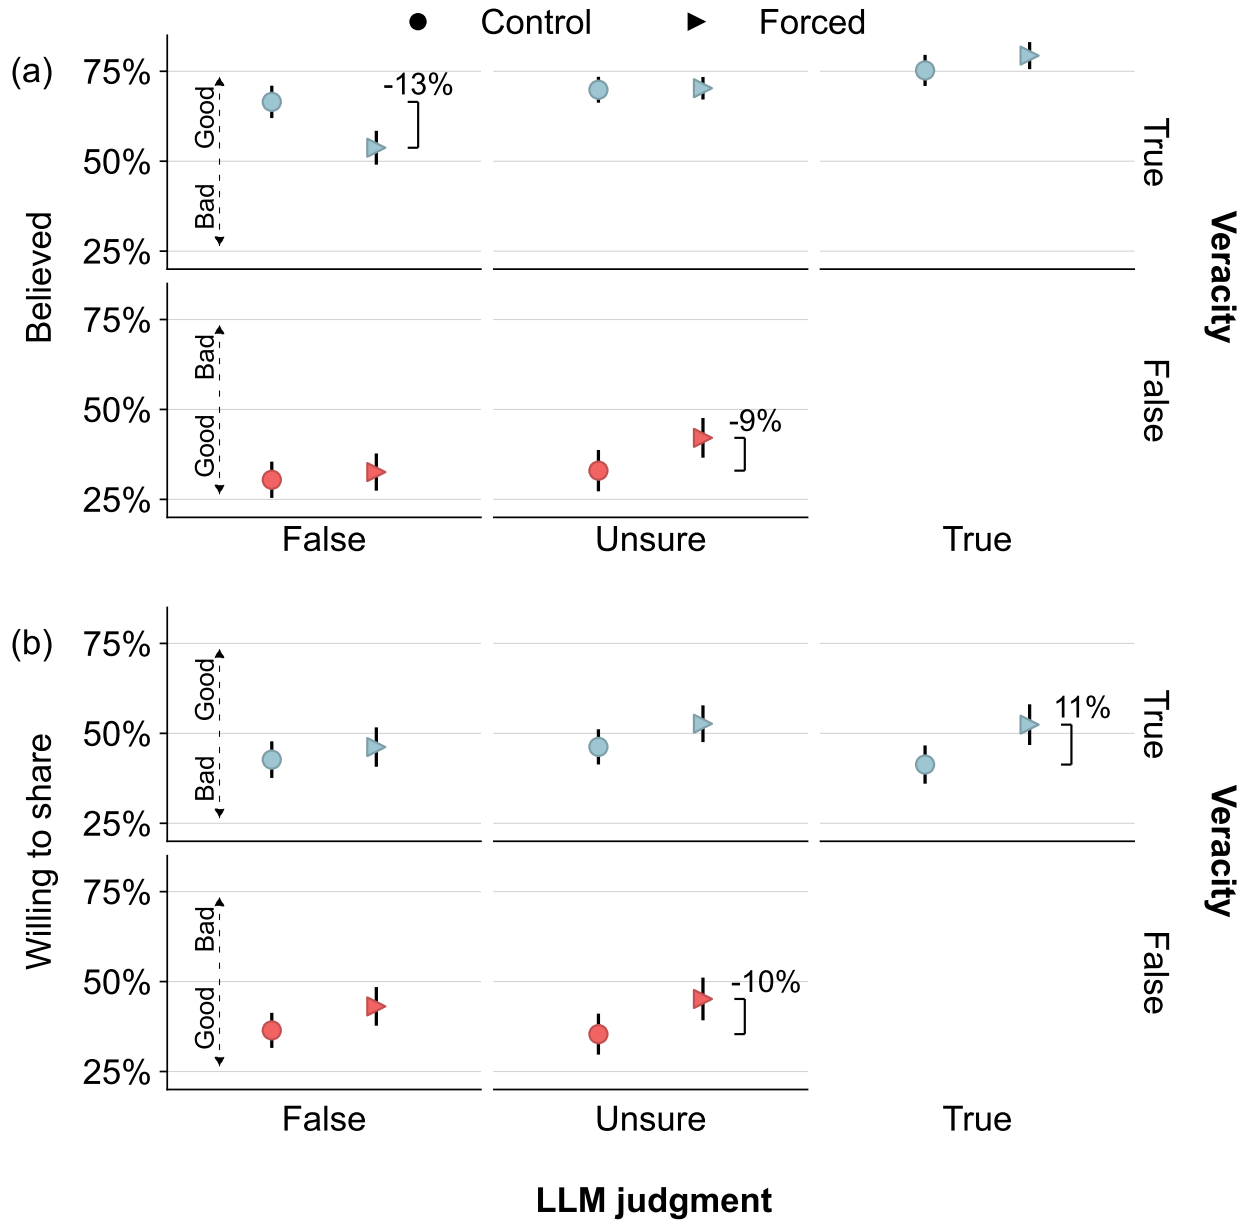 Control Forced
(a)
75%
50%
25%
Good
Bad
-13%
True
75%
50%
25%
Bad
Good
-9%
False
Believed
Veracity
False Unsure True
(b)
75%
50%
25%
Good
Bad
11%
True
75%
50%
25%
Bad
Good
-10%
False
Willing to share
Veracity
False Unsure True
LLM judgment